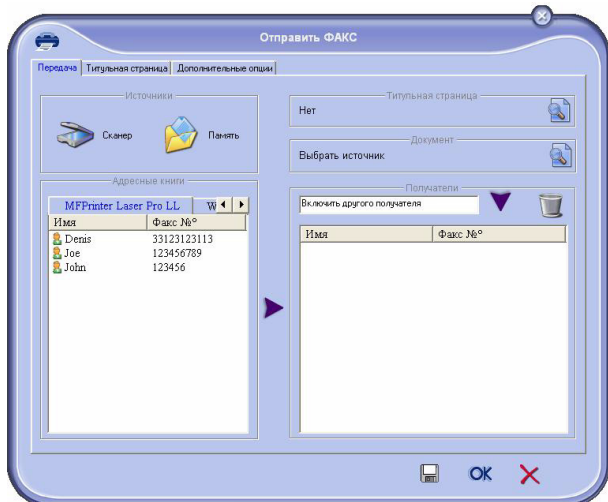 Отправить ФАКС
Передача Титульная страница Дополнительные опции
Источники
Сканер Память
Адресные книги
MFPrinter Laser Pro LL W
Имя Факс №°
Denis 33123123113
Joe 123456789
John 123456
Титульная страница
Нет
Документ
Выбрать источник
Получатели
Включить другого получателя
Имя Факс №°
OK